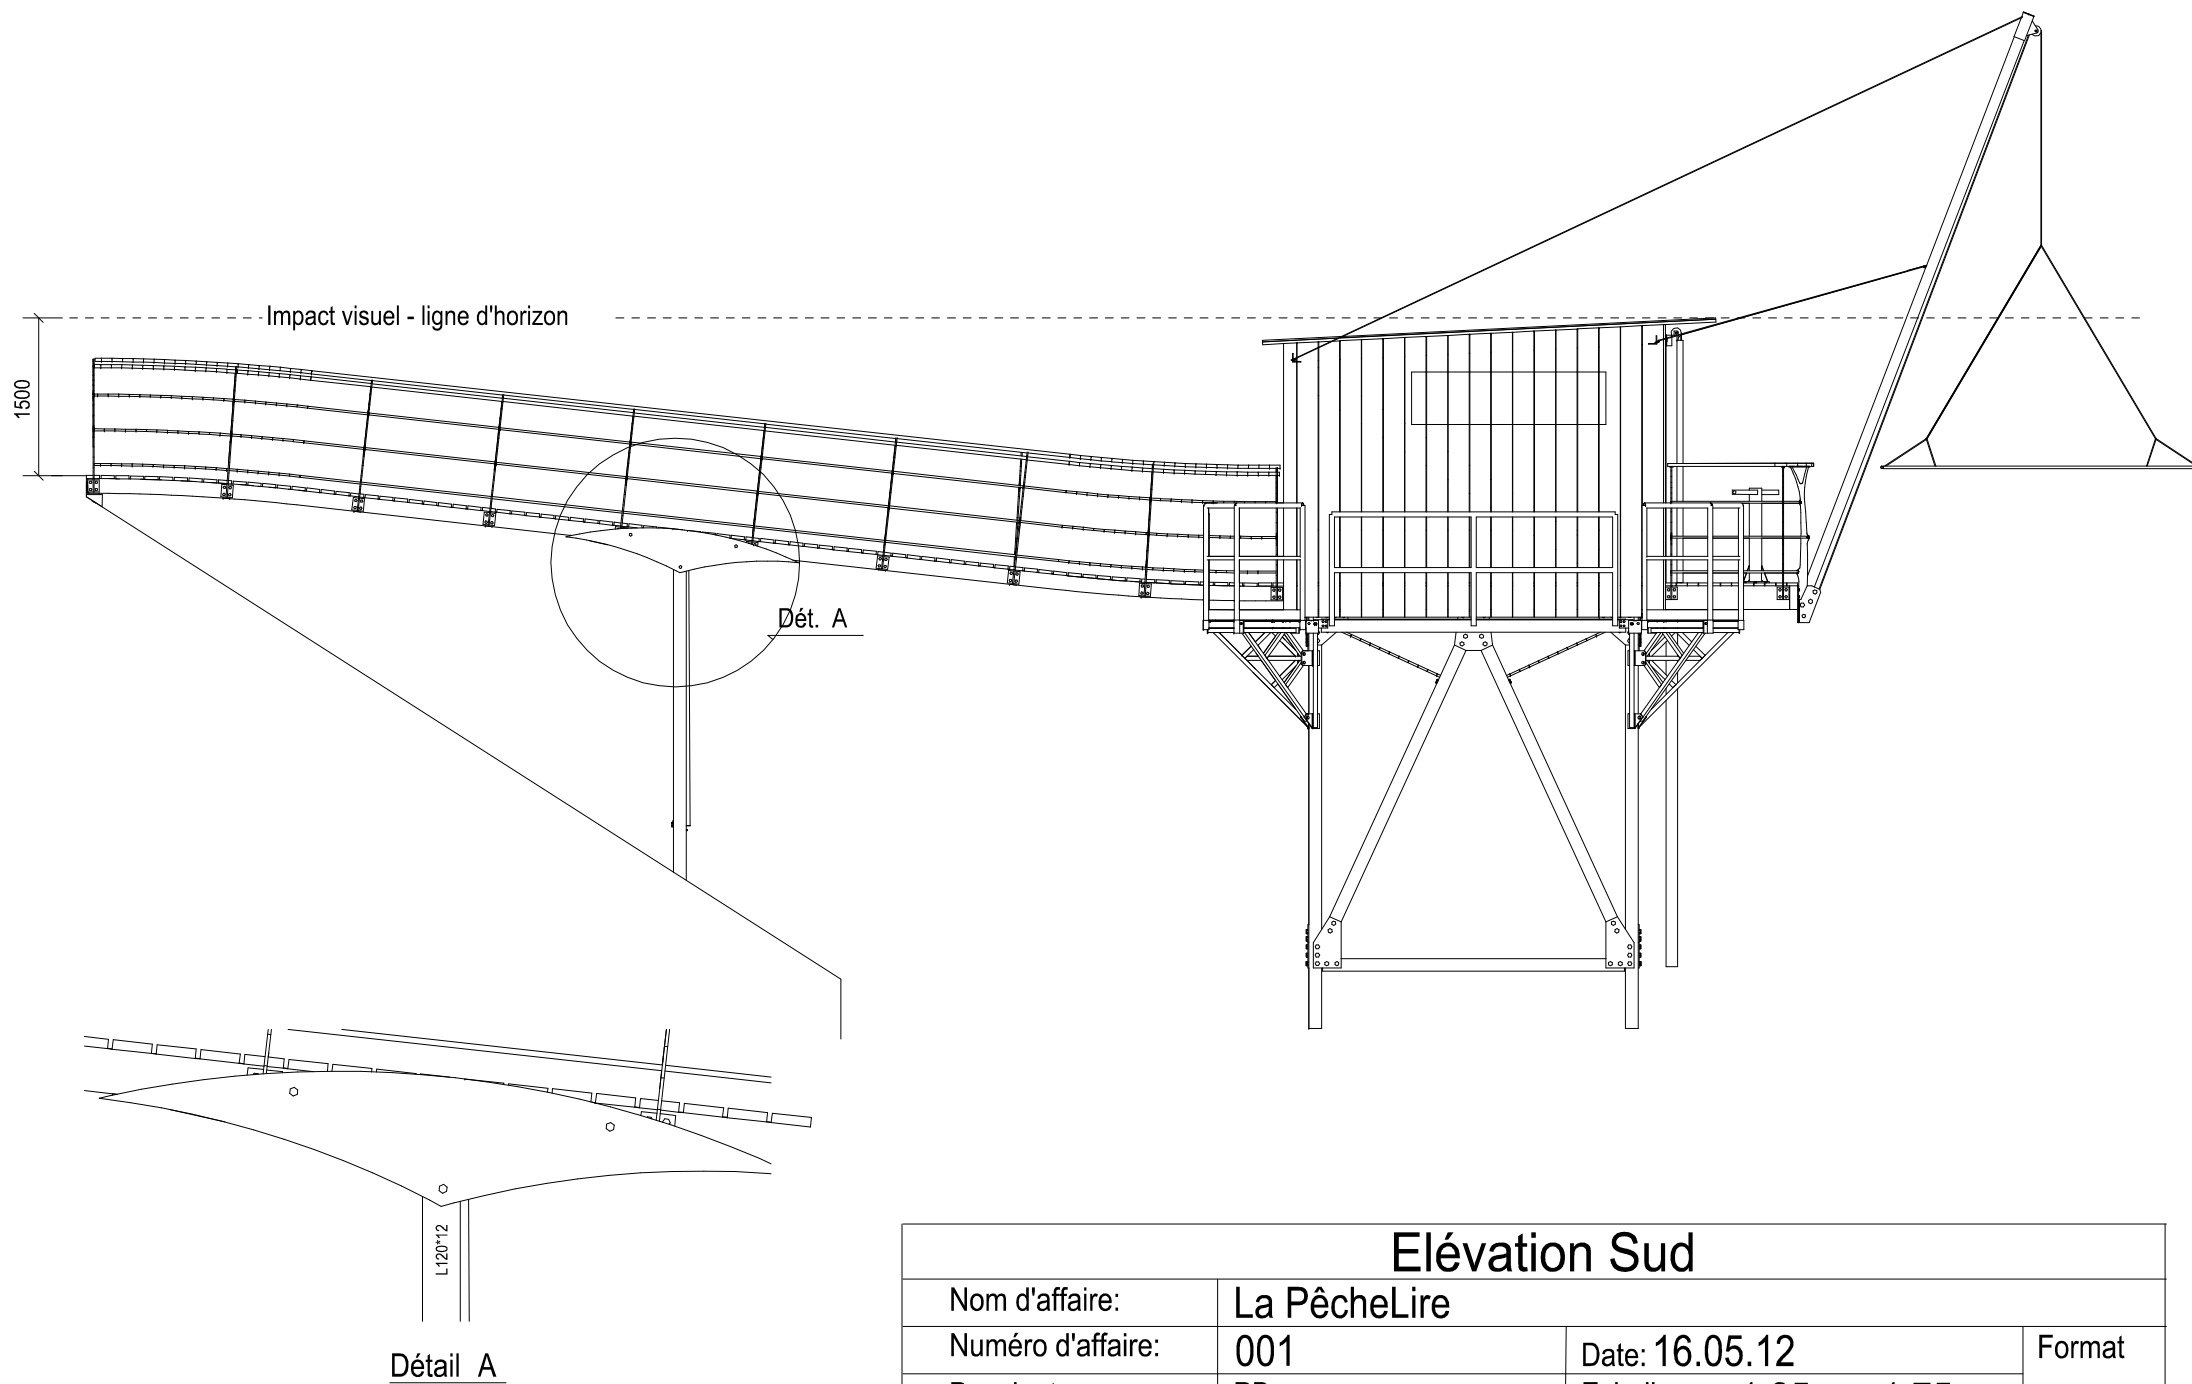 Impact visuel - ligne d'horizon
1500
Dét. A
L120*12
Détail A
Elévation Sud
Nom d'affaire: La PêcheLire
Numéro d'affaire: 001 Date: 16.05.12 Format